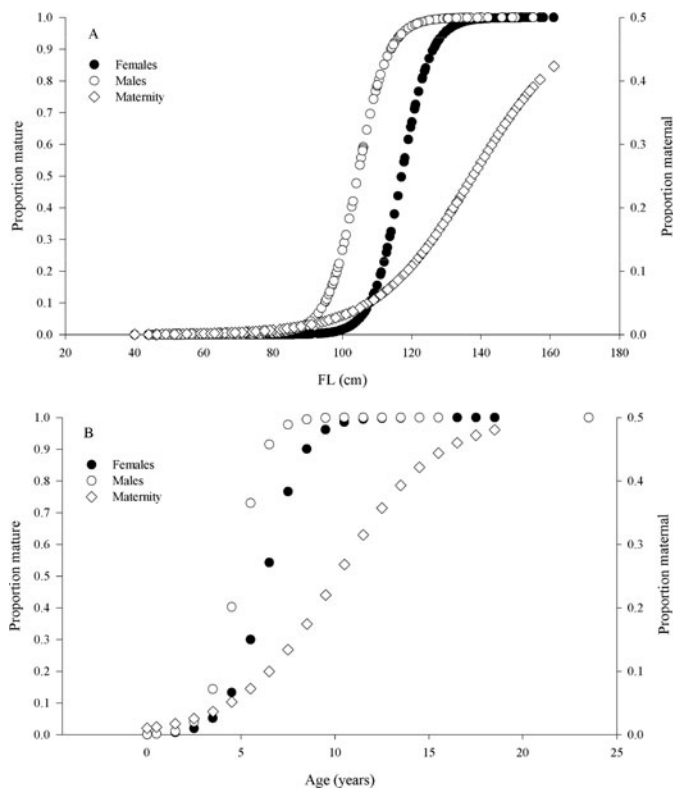 A
Females
Males
Maternity
Proportion mature
1.0
0.9
0.8
0.7
0.6
0.5
0.4
0.3
0.2
0.1
0.0
Proportion maternal
0.5
0.4
0.3
0.2
0.1
0.0
20 40 60 80 100 120 140 160 180
FL (cm)
B
Females
Males
Maternity
Proportion mature
1.0
0.9
0.8
0.7
0.6
0.5
0.4
0.3
0.2
0.1
0.0
Proportion maternal
0.5
0.4
0.3
0.2
0.1
0.0
0 5 10 15 20 25
Age (years)